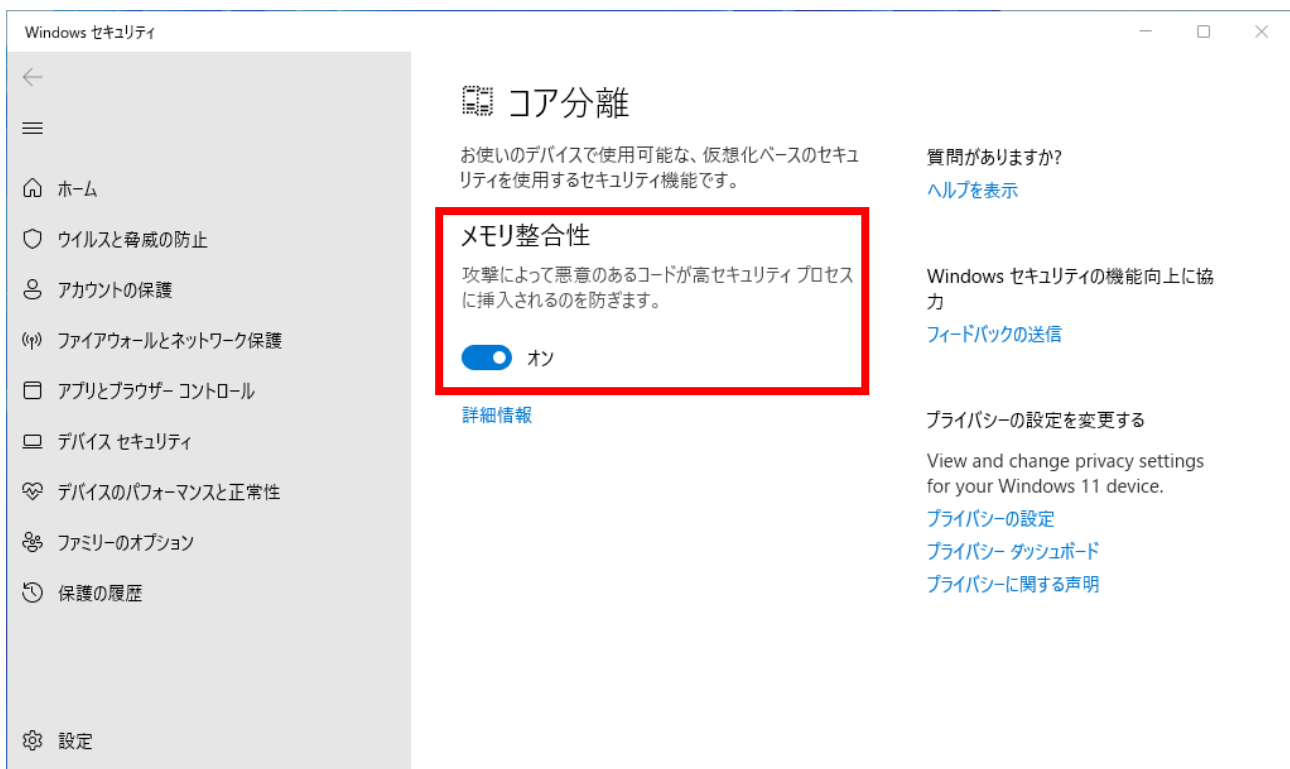 Windows セキュリティ
ホーム
ウイルスと脅威の防止
アカウントの保護
ファイアウォールとネットワーク保護
アプリとブラウザー コントロール
デバイス セキュリティ
デバイスのパフォーマンスと正常性
ファミリーのオプション
保護の履歴
設定
コア分離
お使いのデバイスで使用可能な、仮想化ベースのセキュ
リティを使用するセキュリティ機能です。
メモリ整合性
攻撃によって悪意のあるコードが高セキュリティ プロセス
に挿入されるのを防ぎます。
オン
詳細情報
質問がありますか?
ヘルプを表示
Windows セキュリティの機能向上に協
力
フィードバックの送信
プライバシーの設定を変更する
View and change privacy settings
for your Windows 11 device.
プライバシーの設定
プライバシー ダッシュボード
プライバシーに関する声明